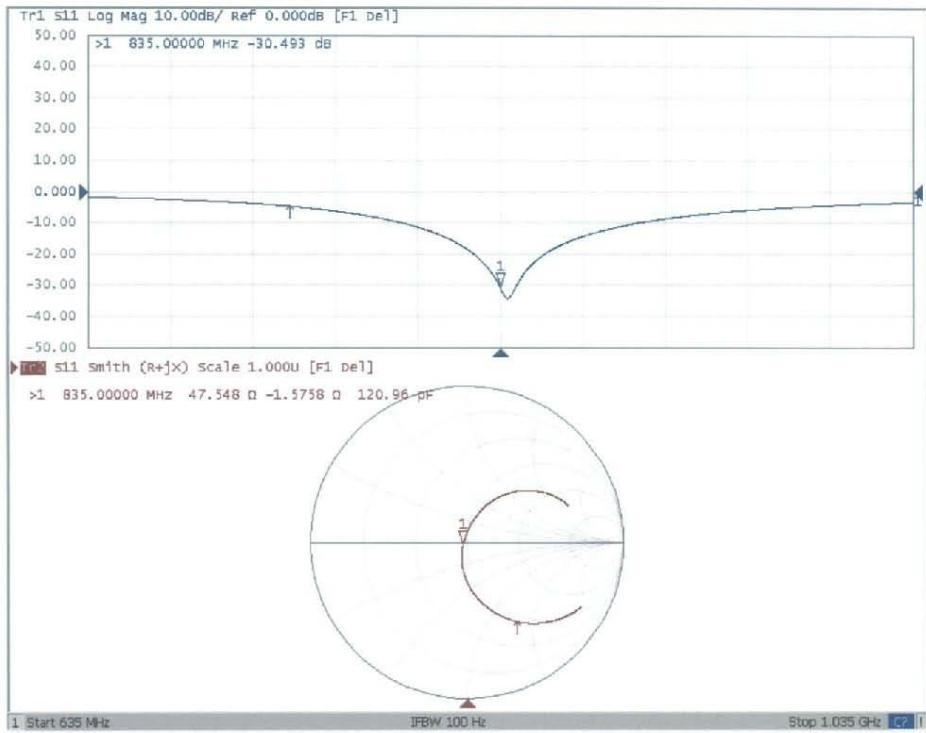 Tr1 S11 Log Mag 10.00dB/ Ref 0.000dB [F1 Del]
50.00
>1 835.00000 MHz -30.493 dB
40.00
30.00
20.00
10.00
0.000
-10.00
-20.00
1
-30.00
-40.00
-50.00
Tr2 S11 Smith (R+jX) Scale 1.000U [F1 Del]
>1 835.00000 MHz 47.548 Ω -1.5758 Ω 120.96 pF
1
1 Start 635 MHz IFBW 100 Hz Stop 1.035 GHz C? !